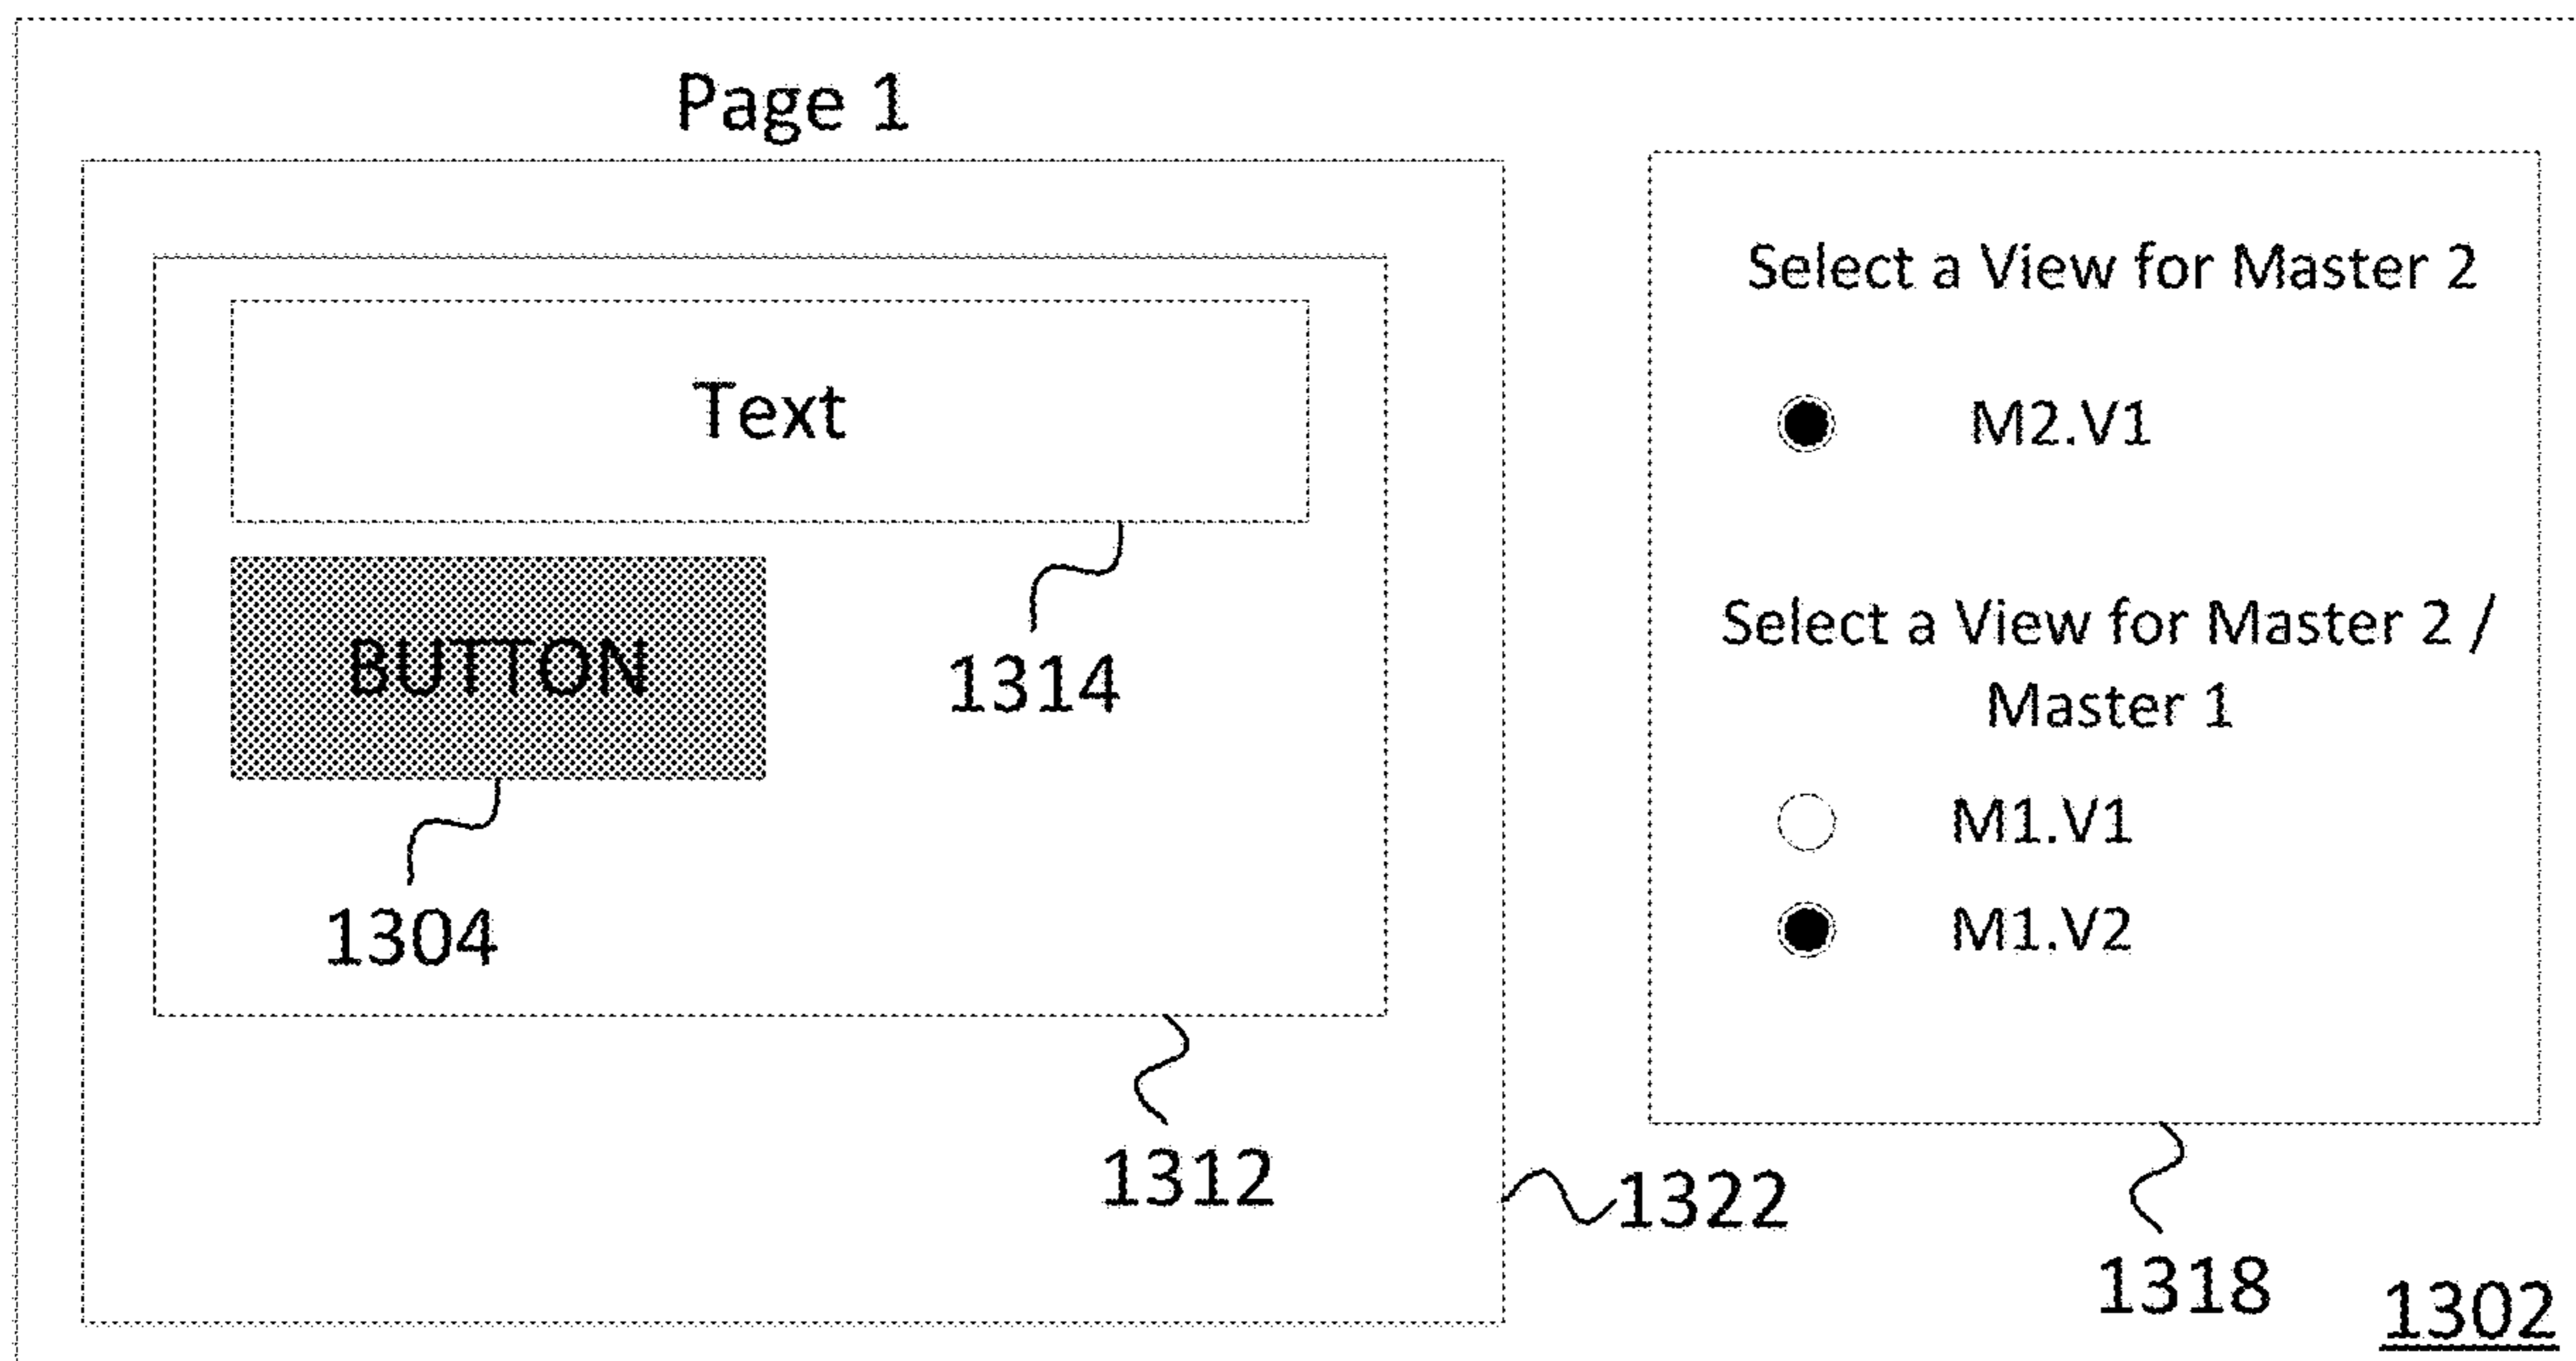 Page 1
Text
BUTTON
1314
1304
1312
1322
Select a View for Master 2
M2.V1
Select a View for Master 2 /
Master 1
M1.V1
M1.V2
1318
1302